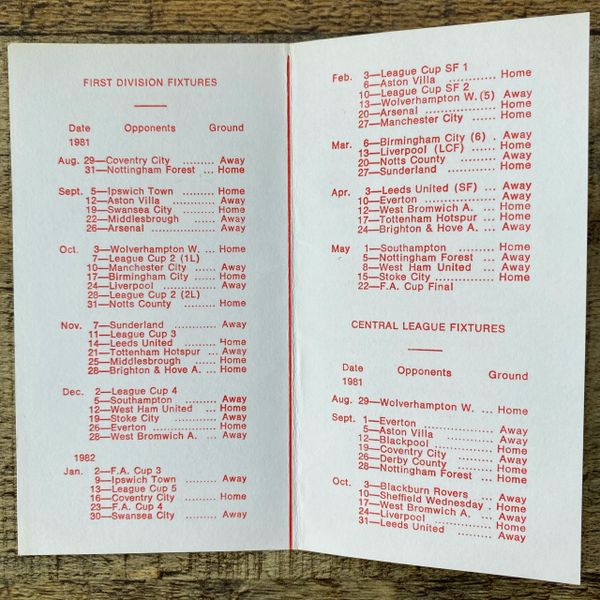 FIRST DIVISION FIXTURES
Date Opponents Ground
1981
Aug. 29—Coventry City ......... Away
31—Nottingham Forest ... Home
Sept. 5—Ipswich Town ......... Home
12—Aston Villa ............ Away
19—Swansea City ......... Home
22—Middlesbrough ...... Away
26—Arsenal ............... Away
Oct. 3—Wolverhampton W. ... Home
7—League Cup 2 (1L)
10—Manchester City ...... Away
17—Birmingham City ...... Home
24—Liverpool ............ Away
28—League Cup 2 (2L)
31—Notts County ......... Home
Nov. 7—Sunderland ............ Away
11—League Cup 3
14—Leeds United ......... Home
21—Tottenham Hotspur ... Away
25—Middlesbrough ...... Home
28—Brighton & Hove A. ... Home
Dec. 2—League Cup 4
5—Southampton ......... Away
12—West Ham United ... Home
19—Stoke City ............ Away
26—Everton ............... Home
28—West Bromwich A. ... Away
1982
Jan. 2—F.A. Cup 3
9—Ipswich Town ......... Away
13—League Cup 5
16—Coventry City ......... Home
23—F.A. Cup 4
30—Swansea City ......... Away
Feb. 3—League Cup SF 1
6—Aston Villa ............ Home
10—League Cup SF 2
13—Wolverhampton W. (5) Away
20—Arsenal ............... Home
27—Manchester City ...... Home
Mar. 6—Birmingham City (6) . Away
13—Liverpool (LCF) ...... Home
20—Notts County ......... Away
27—Sunderland ............ Home
Apr. 3—Leeds United (SF) ... Away
10—Everton ............... Away
12—West Bromwich A. ... Home
17—Tottenham Hotspur ... Home
24—Brighton & Hove A. ... Away
May 1—Southampton ......... Home
5—Nottingham Forest ... Away
8—West Ham United ... Away
15—Stoke City ............ Home
22—F.A. Cup Final
CENTRAL LEAGUE FIXTURES
Date Opponents Ground
1981
Aug. 29—Wolverhampton W. ... Home
Sept. 1—Everton ............... Away
5—Aston Villa ............ Away
12—Blackpool ............ Home
19—Coventry City ......... Away
26—Derby County ......... Home
28—Nottingham Forest ... Home
Oct. 3—Blackburn Rovers ... Away
10—Sheffield Wednesday . Home
17—West Bromwich A. ... Away
24—Liverpool ............ Home
31—Leeds United ......... Away